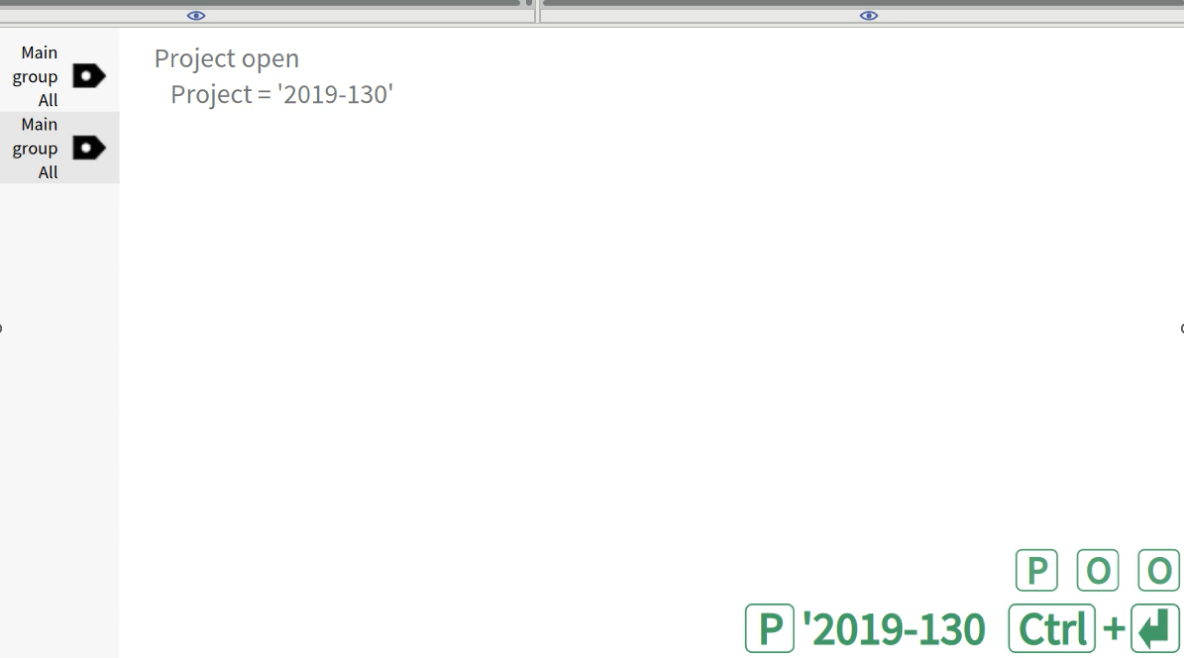 Main
group
All
Main
group
All
Project open
Project = '2019-130'
P O O
P '2019-130 Ctrl + ↵